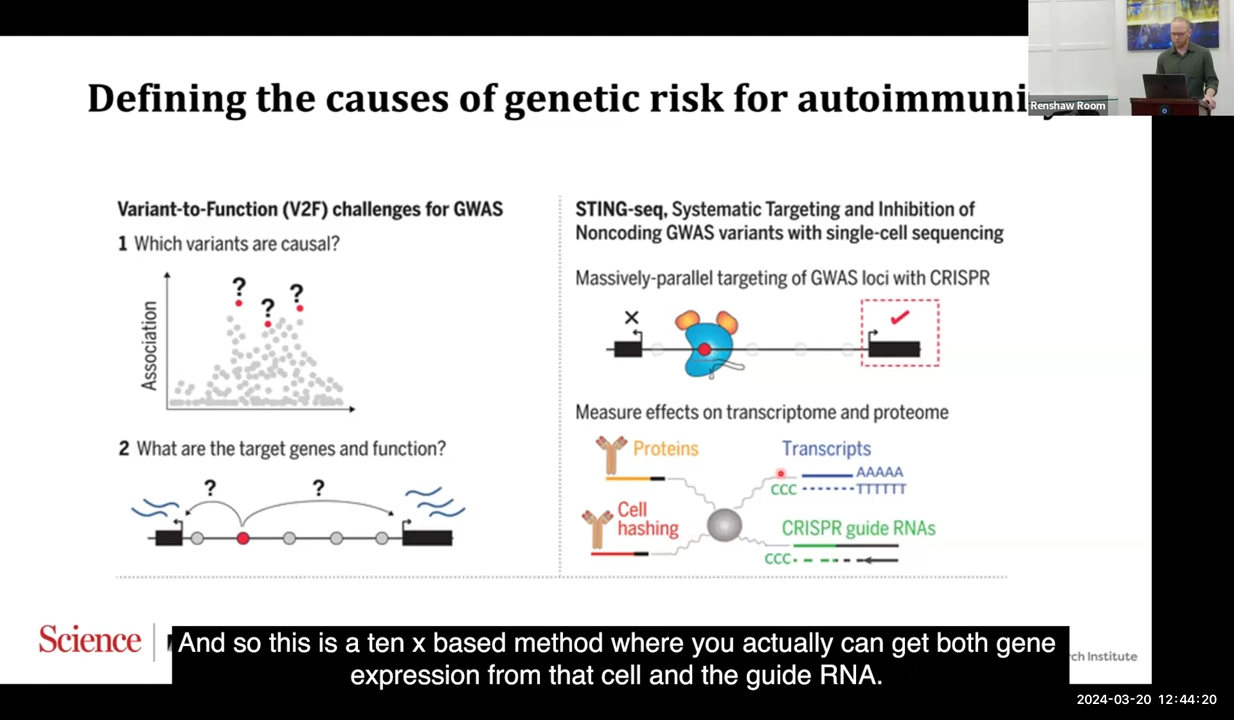 Defining the causes of genetic risk for
Renshaw Room
Variant-to-Function (V2F) challenges for GWAS
1 Which variants are causal?
? ? ?
Association
2 What are the target genes and function?
? ?
STING-seq, Systematic Targeting and Inhibition of
Noncoding GWAS variants with single-cell sequencing
Massively-parallel targeting of GWAS loci with CRISPR
Measure effects on transcriptome and proteome
Proteins
Transcripts
AAAAA
CCC
TTTTTT
Cell
hashing
CRISPR guide RNAs
CCC
Science
And so this is a ten x based method where you actually can get both gene
expression from that cell and the guide RNA.
Institute
2024-03-20 12:44:20